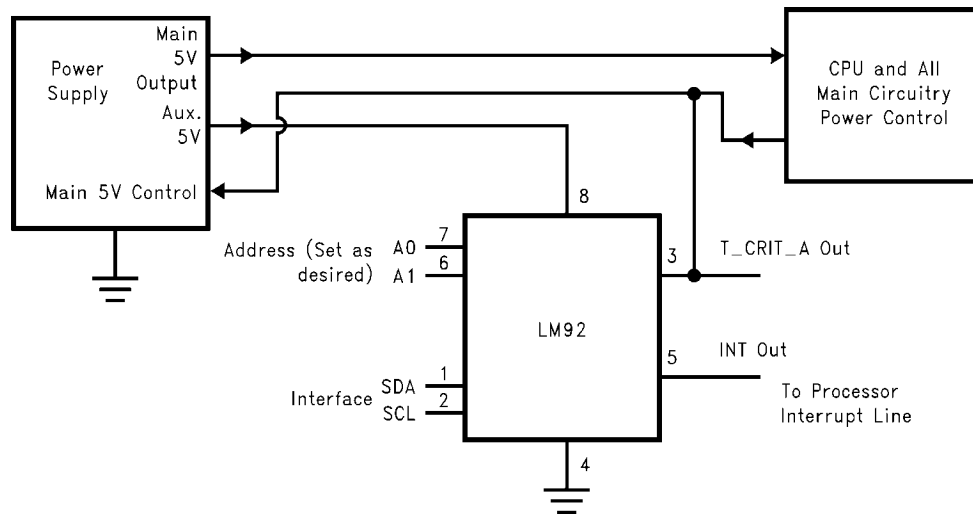 Power
Supply
Main
5V
Output
Aux.
5V
Main 5V Control
CPU and All
Main Circuitry
Power Control
8
Address (Set as
desired)
A0
7
A1
6
3
T_CRIT_A Out
LM92
5
INT Out
Interface
SDA
1
SCL
2
To Processor
Interrupt Line
4